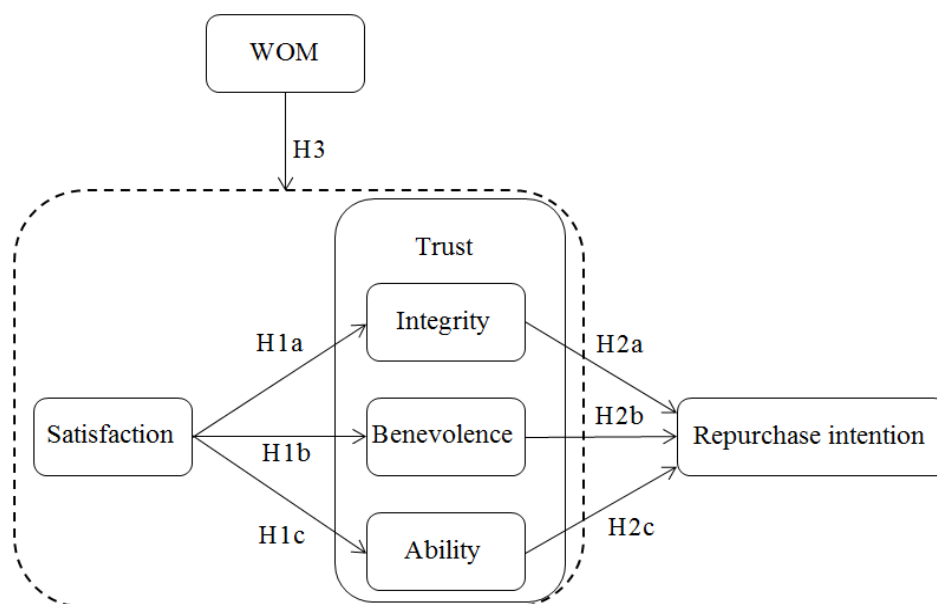 WOM
H3
Trust
Integrity
H1a
H2a
Satisfaction
H1b
Benevolence
H2b
Repurchase intention
H1c
Ability
H2c